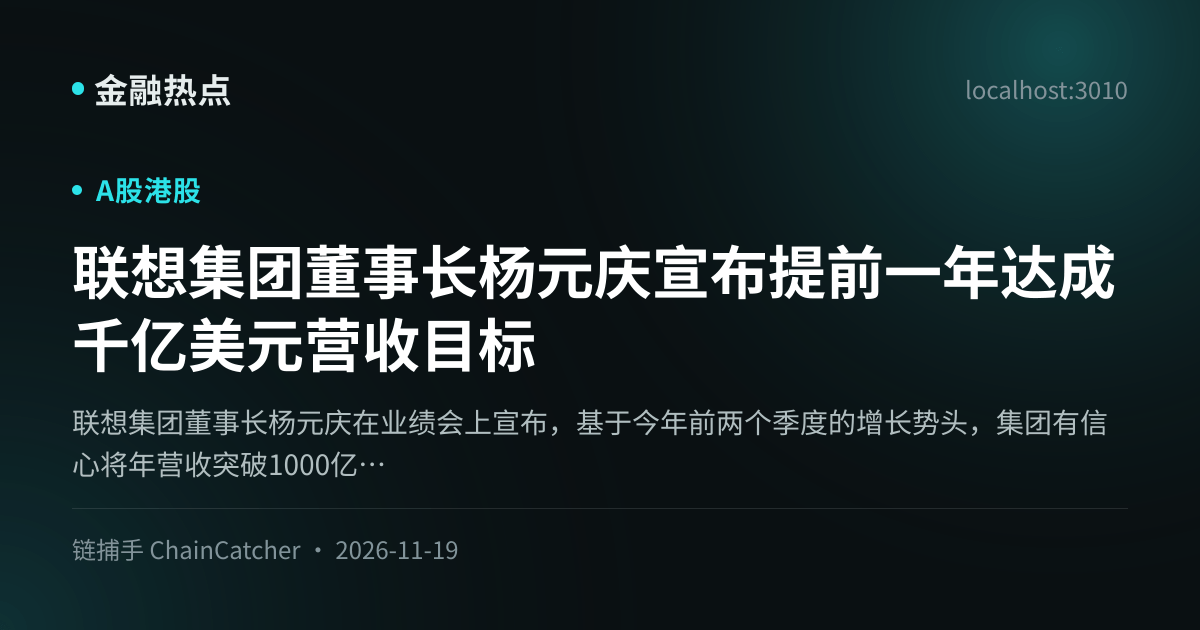 金融热点
localhost:3010
A股港股
联想集团董事长杨元庆宣布提前一年达成
千亿美元营收目标
联想集团董事长杨元庆在业绩会上宣布，基于今年前两个季度的增长势头，集团有信
心将年营收突破1000亿…
链捕手 ChainCatcher · 2026-11-19